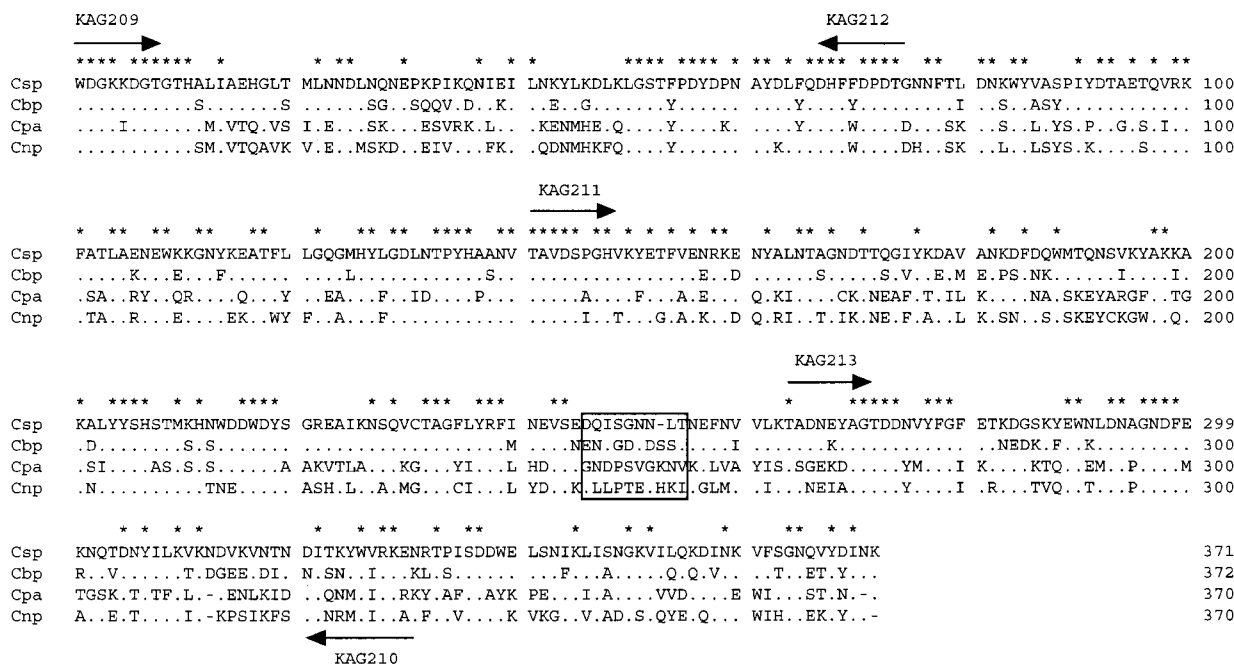 KAG209 KAG212
********** * ** * * * * **** * * ** **** ** ** * * * * *
Csp WDGKKDGTGTHALIAEHGLT MLNNDLNQNEPKPIKQNIEI LNKYLKDLKLGSTFPDYDPN AYDLFQDHFFDPDTGNNFTL DNKWYVASPIYDTAETQVRK 100
Cbp ...........S.......S .......SG.SQQV.D..K. ..E..G.......Y...... ....Y...Y.........I ..S..ASY............ 100
Cpa ....I.......M.VTQ.VS I.E...SK...ESVRK.L.. .KENMHE.Q....Y....K. ....Y...W....D..SK.. ..S..L.YS.P..G.S.I.. 100
Cnp ...........SM.VTQAVK V.E..MSKD..EIV...FK. .QDNMHKFQ....Y...... ..K.....W....DH.SK.. ..L..LSYS.K....S.... 100
KAG211
* ** ** ** ** * ** ** **** ***** ** * * * * * ** * ** * * * ** *
Csp FATLAENEWKKGNYKEATFL LGQGMHYLGDLNTPYHAANV TAVDSPGHVKYETFVENRKE NYALNTAGNDTTQGIYKDAV ANKDFDQWMTQNSVKYAKKA 200
Cbp .....K...E...F...... .....L............S. .................E..D ......S.....S.V..E.M E.PS.NK.....I.....I. 200
Cpa .SA..RY..QR....Q...Y ...EA...F..ID...P... ......A....F..A.E... Q.KI....CK.NEAF.T.IL K....NA.SKEYARGF..TG 200
Cnp .TA..R...E....EK..WY F..A...F............ ......I..T...G.A.K.D Q.RI..T.IK.NE.F.A..L K.SN..S.SKEYCKGW..Q. 200
KAG213
* **** * * ***** * * * *** ** * ** * **** * ** ** ****
Csp KALYYSHSTMKHNWDDWDYS GREAIKNSQVCTAGFLYRFI NEVSEDQISGNN-LTNEFNV VLKTADNEYAGTDDNVYFGF ETKDGSKYEWNLDNAGNDFE 299
Cbp .D.......S.S........ ...................M. ....NEN.GD.DSS....I. .......K............ ...NEDK.F..K........ 300
Cpa .SI....AS.S.S......A AKVTLA...KG...YI...L HD...GNDPSVGKNVK.LVA YIS.SGEKD.....YM...I K.....KTQ..EM..P...M 300
Cnp .N..........TNE..... ASH.L..A.MG...CI...L YD..K.LLPTE.HKI.GLM. .I...NEIA.....Y....I .R...TVQ..T...P..... 300
* * * * * * ** * ** * * * ** * *
Csp KNQTDNYILKVKNDVKVNTN DITKYWVRKENRTPISDDWE LSNIKLISNGKVILQKDINK VFSGNQVYDINK 371
Cbp R..V......T.DGEE.DI. N.SN..I....KL.S..... .....F...A....Q.Q.V. ...T..ET.Y.. 372
Cpa TGSK.T.TF.L.-.ENLKID ..QNM.I..RKY.AF..AYK PE....I.A....VVD...E WI..S..T.N-. 370
Cnp A..E.T....I.-KPSIKFS ..NRM.I..A.F..V....K VKG..V.AD.S.QYE.Q... WIH..EK.Y..- 370
KAG210